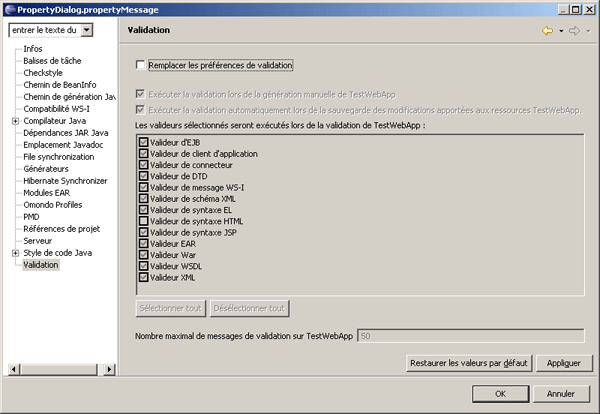 PropertyDialog.propertyMessage
entrer le texte du
Infos
Balises de tâche
Checkstyle
Chemin de BeanInfo
Chemin de génération Jav
Compatibilité WS-I
Compilateur Java
Dépendances JAR Java
Emplacement Javadoc
File synchronization
Générateurs
Hibernate Synchronizer
Modules EAR
Omondo Profiles
PMD
Références de projet
Serveur
Style de code Java
Validation
Validation
Remplacer les préférences de validation
Exécuter la validation lors de la génération manuelle de TestWebApp
Exécuter la validation automatiquement lors de la sauvegarde des modifications apportées aux ressources TestWebApp.
Les valideurs sélectionnés seront exécutés lors de la validation de TestWebApp :
Valideur d'EJB
Valideur de client d'application
Valideur de connecteur
Valideur de DTD
Valideur de message WS-I
Valideur de schéma XML
Valideur de syntaxe EL
Valideur de syntaxe HTML
Valideur de syntaxe JSP
Valideur EAR
Valideur War
Valideur WSDL
Valideur XML
Sélectionner tout
Désélectionner tout
Nombre maximal de messages de validation sur TestWebApp
50
Restaurer les valeurs par défaut
Appliquer
OK
Annuler